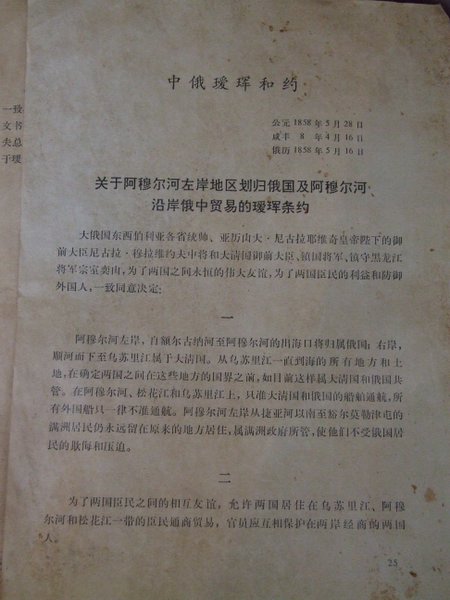 中俄瑷珲和约
公元 1858 年 5 月 28 日
咸丰 8 年 4 月 16 日
俄历 1858 年 5 月 16 日
一致
文书
夫总
于瑷
关于阿穆尔河左岸地区划归俄国及阿穆尔河
沿岸俄中贸易的瑷珲条约
大俄国东西伯利亚各省续帅、亚历山大·尼古拉耶维奇皇帝陛下的御
前大臣尼古拉·穆拉维约夫中将和大清国御前大臣、镇国将军、镇守黑龙江
将军宗室奕山,为了两国之间永恒的伟大友谊,为了两国臣民的利益和防御
外国人,一致同意决定:
一
阿穆尔河左岸,自额尔古纳河至阿穆尔河的出海口将归属俄国;右岸,
顺河而下至乌苏里江属于大清国。从乌苏里江一直到海的所有地方和土
地,在确定两国之间在这些地方的国界之前,如目前这样属大清国和俄国共
管。在阿穆尔河、松花江和乌苏里江上,只准大清国和俄国的船舶通航,所
有外国船只一律不准通航。阿穆尔河左岸从捷亚河以南至豁尔莫勒津屯的
满洲居民仍永远留在原来的地方居住,属满洲政府所管,使他们不受俄国居
民的欺侮和压迫。
二
为了两国臣民之间的相互友谊,允许两国居住在乌苏里江、阿穆
尔河和松花江一带的臣民通商贸易,官员应互相保护在两岸经商的两国
人。
25